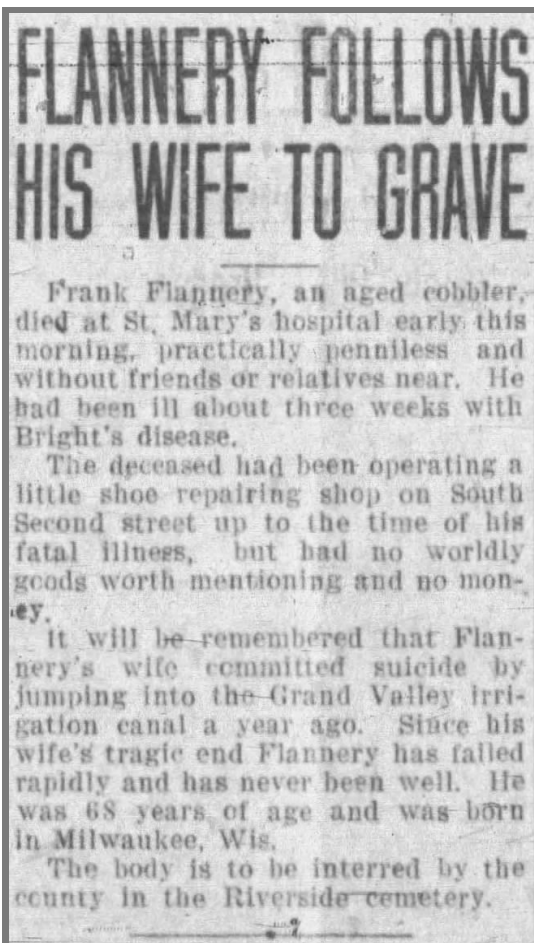 FLANNERY FOLLOWS
HIS WIFE TO GRAVE
Frank Flannery, an aged cobbler,
died at St. Mary's hospital early this
morning, practically penniless and
without friends or relatives near. He
had been ill about three weeks with
Bright's disease.
The deceased had been operating a
little shoe repairing shop on South
Second street up to the time of his
fatal illness, but had no worldly
goods worth mentioning and no mon-
ey.
It will be remembered that Flan-
nery's wife committed suicide by
jumping into the Grand Valley irri-
gation canal a year ago. Since his
wife's tragic end Flannery has failed
rapidly and has never been well. He
was 68 years of age and was born
in Milwaukee, Wis.
The body is to be interred by the
county in the Riverside cemetery.